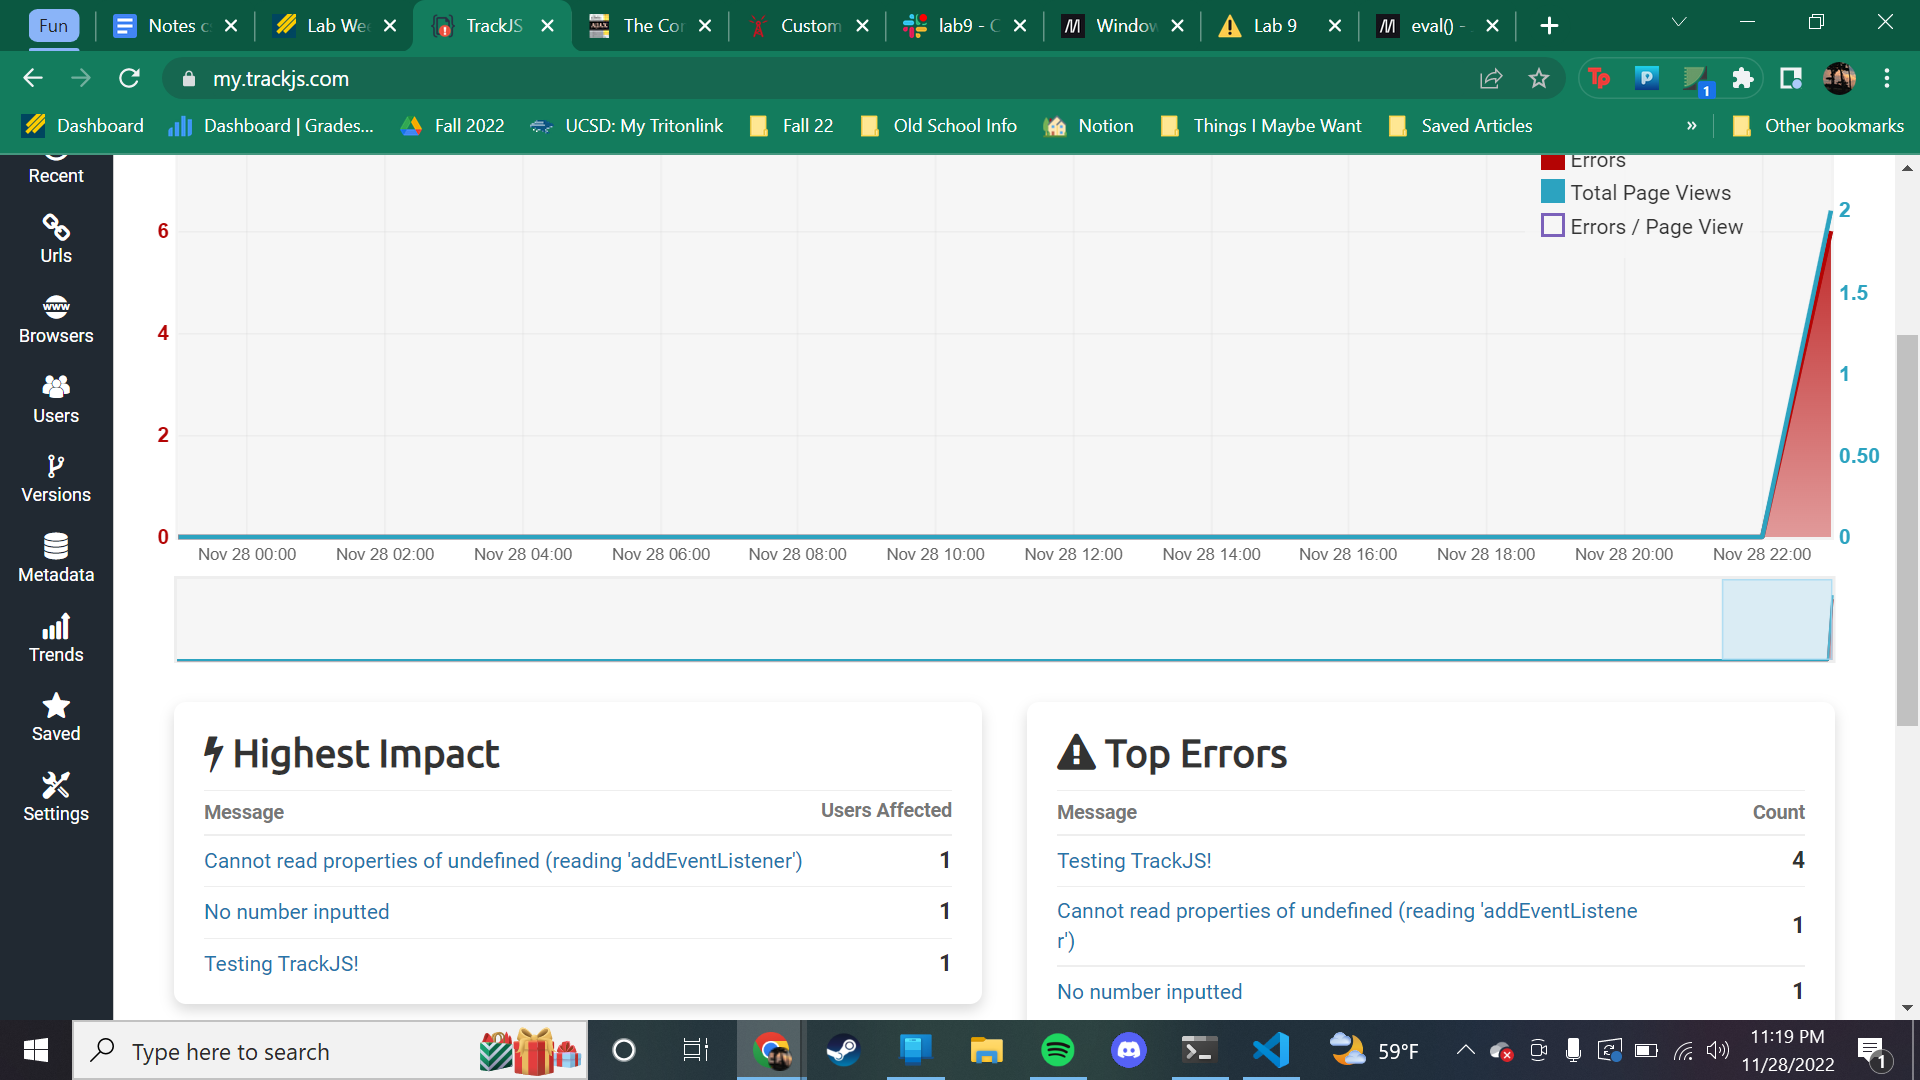 Fun
Notes c
Lab Wee
TrackJS
The Cor
Custom
lab9 - C
Window
Lab 9
eval() -
my.trackjs.com
Tp
P
1
Dashboard
Dashboard | Grades...
Fall 2022
UCSD: My Tritonlink
Fall 22
Old School Info
Notion
Things I Maybe Want
Saved Articles
»
Other bookmarks
Recent
Urls
www
Browsers
Users
Versions
Metadata
Trends
Saved
Settings
Errors
Total Page Views
Errors / Page View
6
4
2
0
2
1.5
1
0.50
0
Nov 28 00:00
Nov 28 02:00
Nov 28 04:00
Nov 28 06:00
Nov 28 08:00
Nov 28 10:00
Nov 28 12:00
Nov 28 14:00
Nov 28 16:00
Nov 28 18:00
Nov 28 20:00
Nov 28 22:00
Highest Impact
Message Users Affected
Cannot read properties of undefined (reading 'addEventListener') 1
No number inputted 1
Testing TrackJS! 1
Top Errors
Message Count
Testing TrackJS! 4
Cannot read properties of undefined (reading 'addEventListene
r') 1
No number inputted 1
Type here to search
59°F
11:19 PM
11/28/2022
1